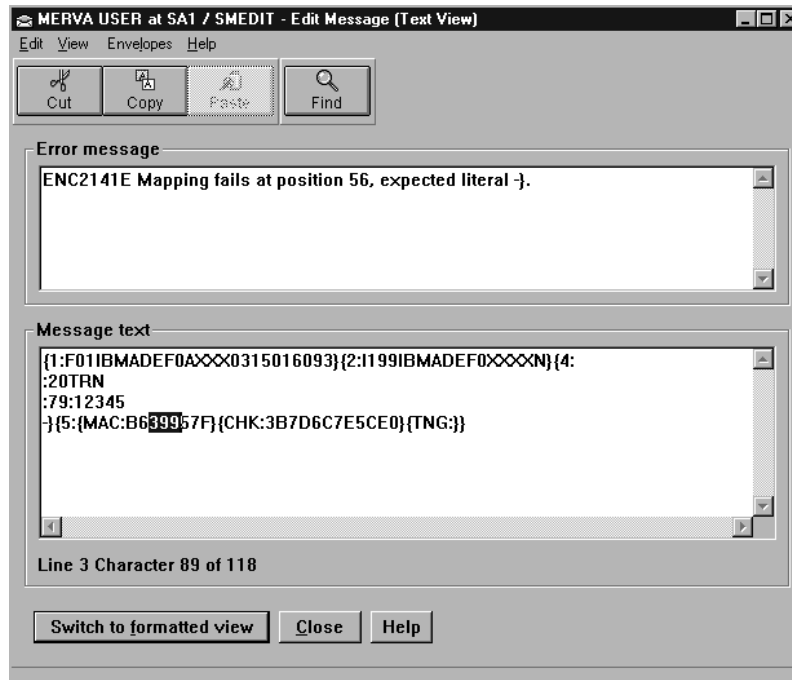 MERVA USER at SA1 / SMEDIT - Edit Message (Text View)
Edit View Envelopes Help
Cut Copy Paste Find
Error message
ENC2141E Mapping fails at position 56, expected literal -}.
Message text
{1:F01IBMADEF0AXXX0315016093}{2:I199IBMADEF0XXXXN}{4:
:20TRN
:79:12345
-}{5:{MAC:B639957F}{CHK:3B7D6C7E5CE0}{TNG:}}
Line 3 Character 89 of 118
Switch to formatted view Close Help